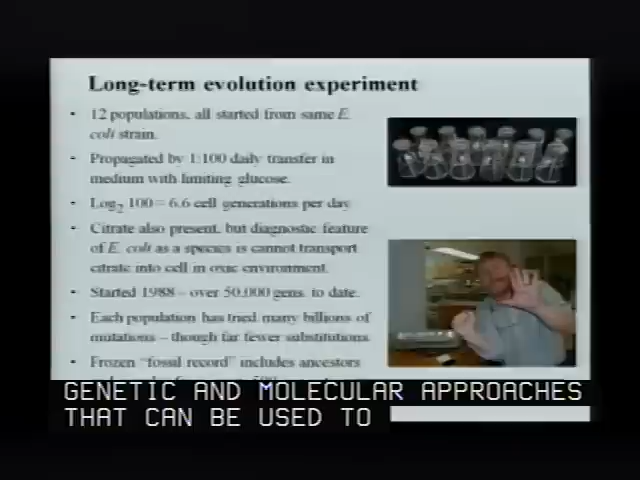 Long-term evolution experiment
• 12 populations, all started from same E.
coli strain.
• Propagated by 1:100 daily transfer in
medium with limiting glucose.
• Log2 100 = 6.6 cell generations per day
• Citrate also present, but diagnostic feature
of E. coli as a species is cannot transport
citrate into cell in oxic environment.
• Started 1988 – over 50,000 gens. to date.
• Each population has tried many billions of
mutations – though far fewer substitutions
• Frozen “fossil record” includes ancestors
GENETIC AND MOLECULAR APPROACHES
THAT CAN BE USED TO